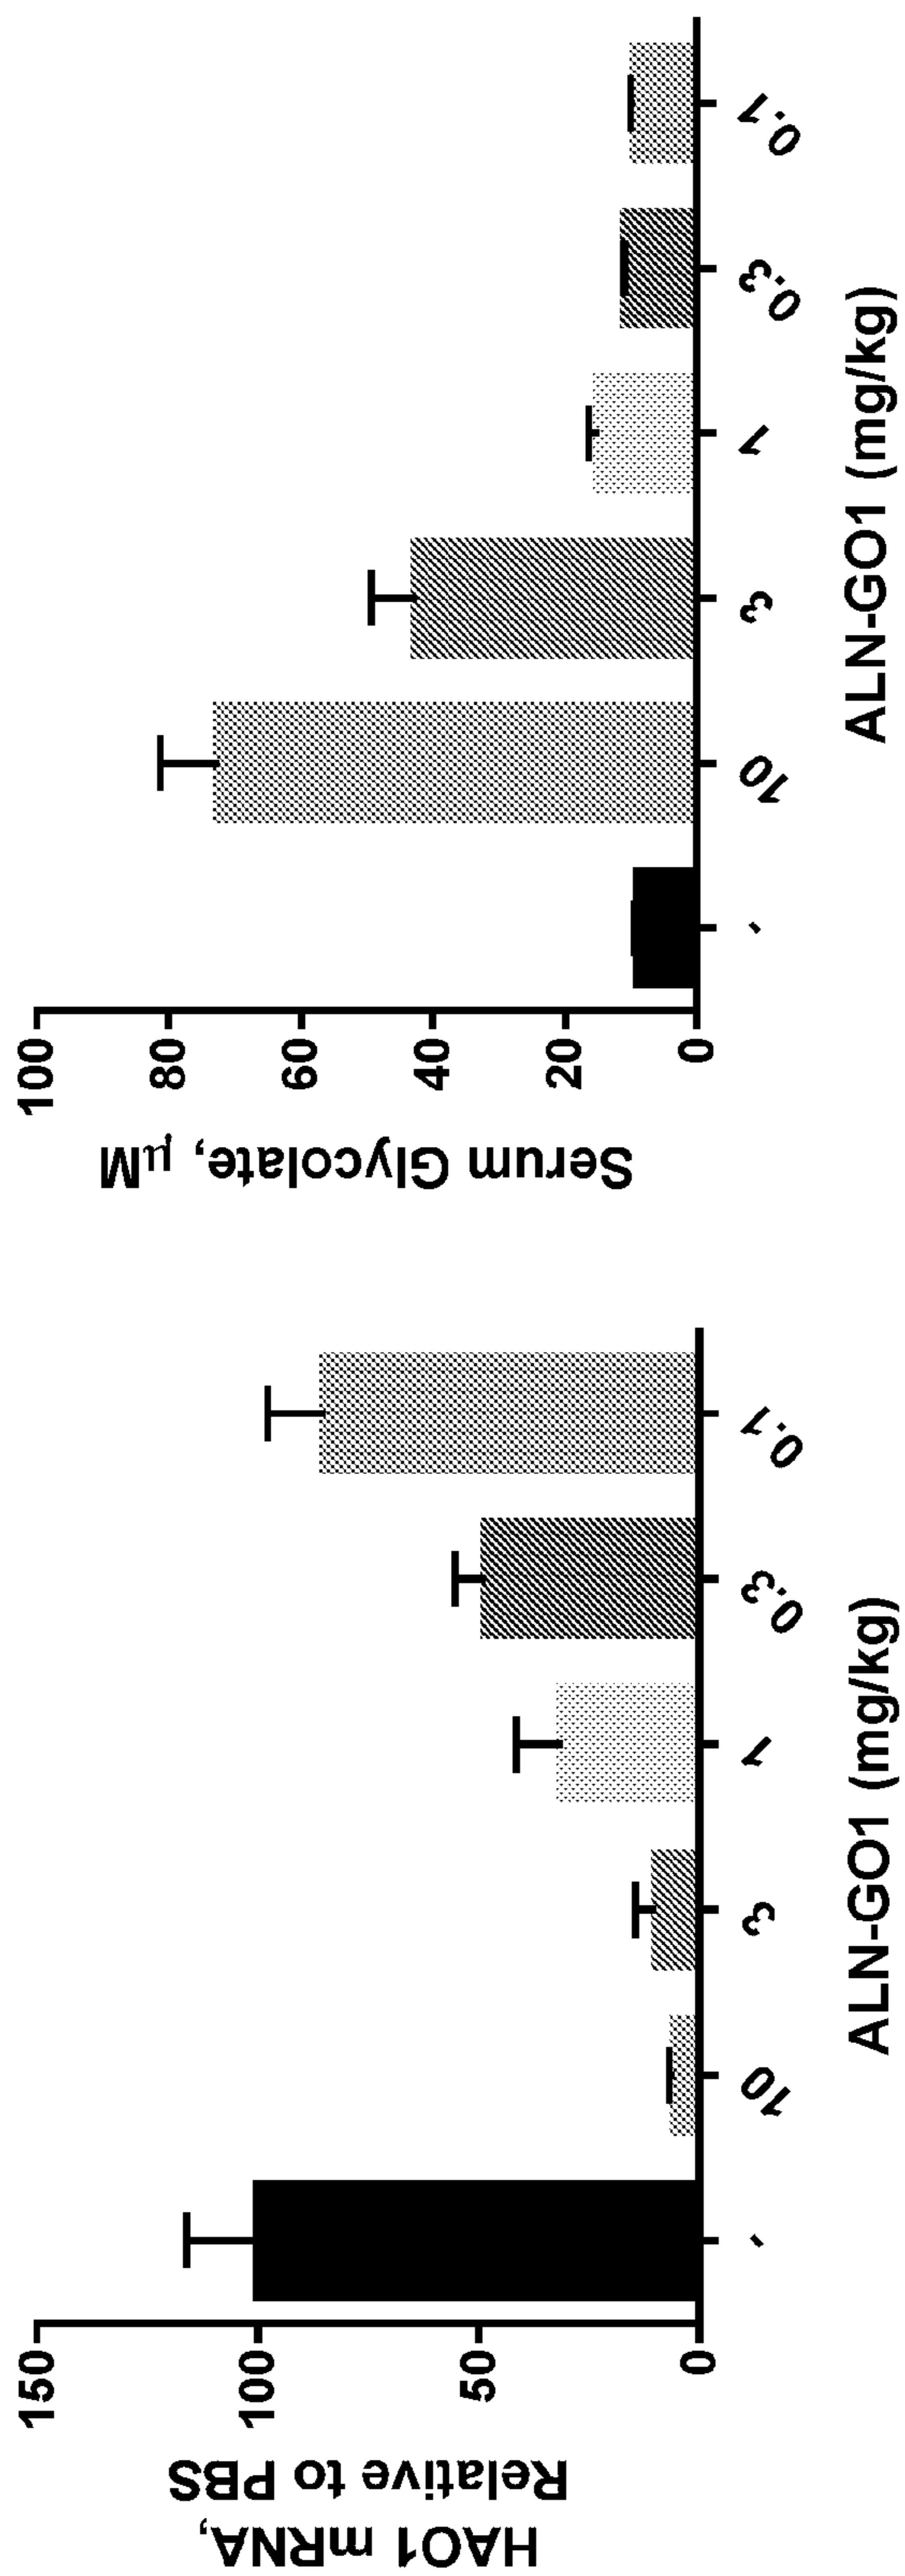 HAO1 mRNA,
Relative to PBS
150
100
50
0
- 10 3 1 0.3 0.1
ALN-GO1 (mg/kg)
Serum Glycolate, µM
100
80
60
40
20
0
- 10 3 1 0.3 0.1
ALN-GO1 (mg/kg)